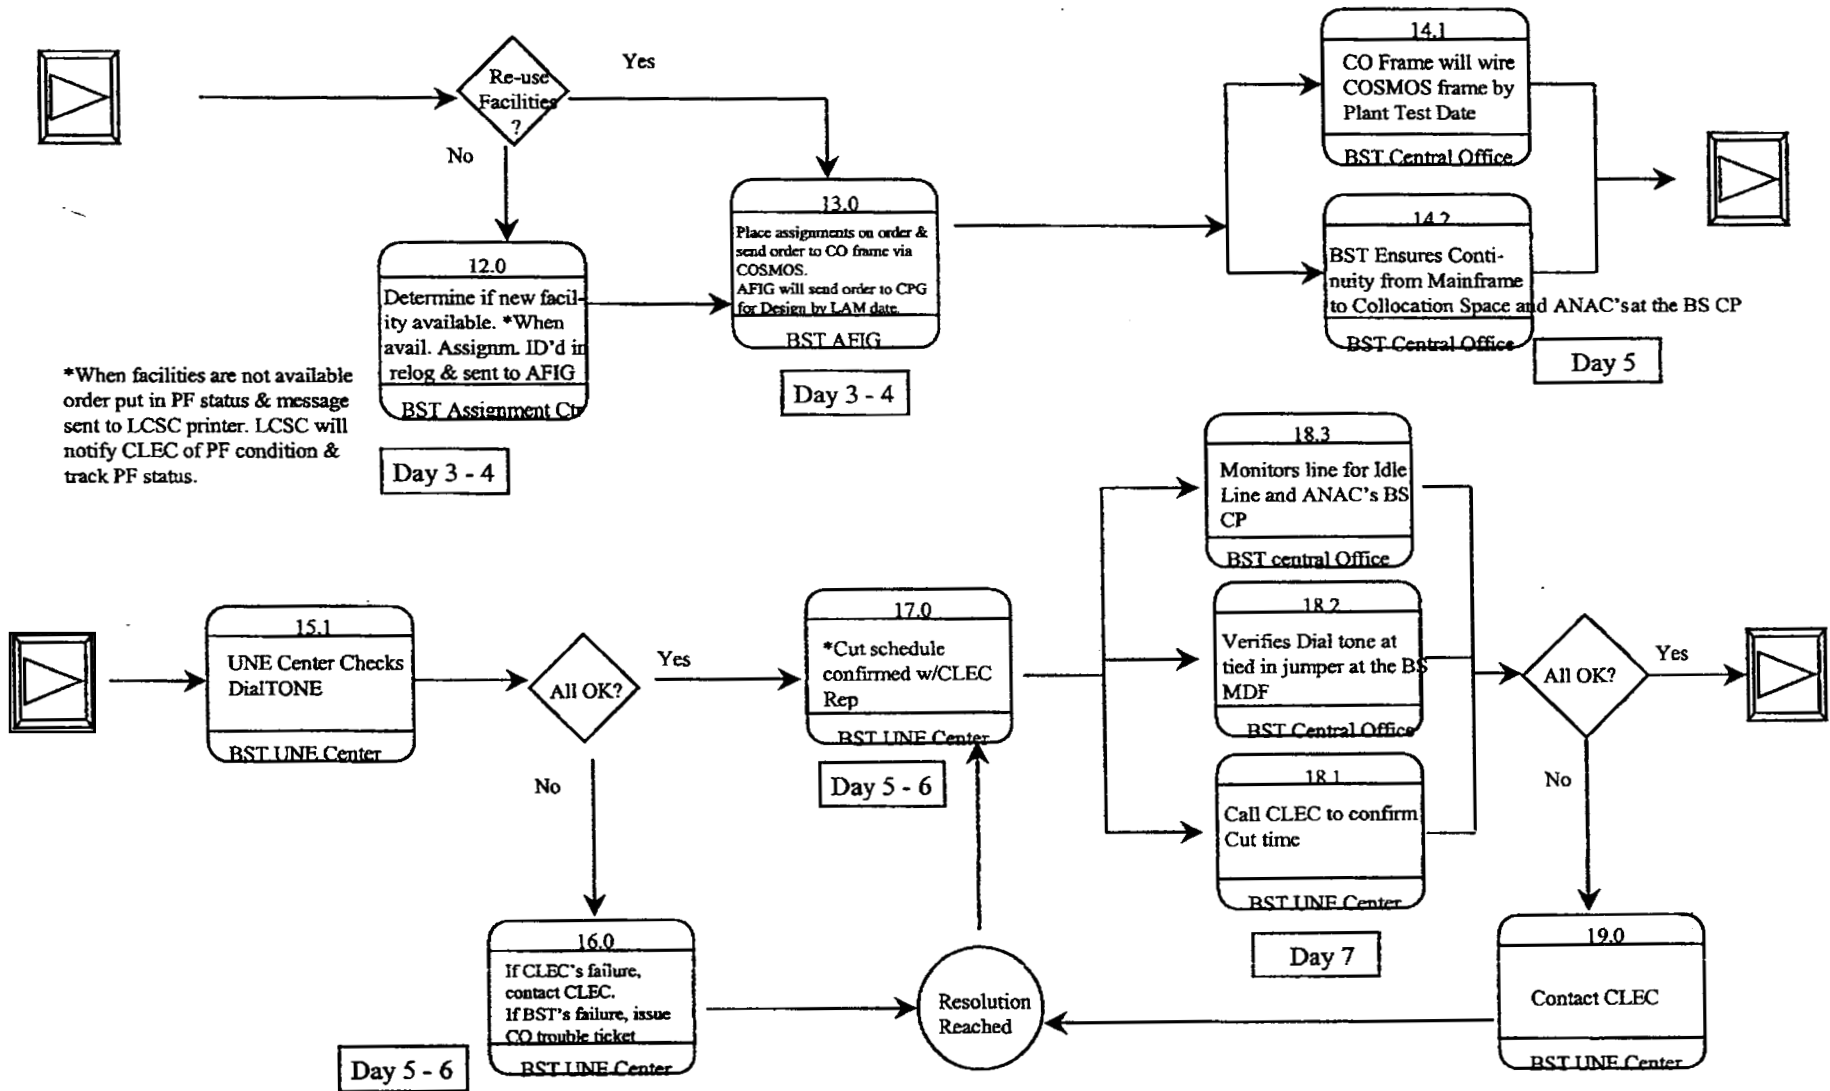 Re-use
Facilities
?
Yes
No
12.0
Determine if new facil-
ity available. *When
avail. Assignm. ID'd in
relog & sent to AFIG
BST Assignment Ctr
Day 3 - 4
*When facilities are not available
order put in PF status & message
sent to LCSC printer. LCSC will
notify CLEC of PF condition &
track PF status.
13.0
Place assignments on order &
send order to CO frame via
COSMOS.
AFIG will send order to CPG
for Design by LAM date.
BST AFIG
Day 3 - 4
14.1
CO Frame will wire
COSMOS frame by
Plant Test Date
BST Central Office
14.2
BST Ensures Conti-
nuity from Mainframe
to Collocation Space and ANAC's at the BS CP
BST Central Office
Day 5
15.1
UNE Center Checks
DialTONE
BST UNE Center
All OK?
Yes
No
16.0
If CLEC's failure,
contact CLEC.
If BST's failure, issue
CO trouble ticket
BST UNE Center
Day 5 - 6
17.0
*Cut schedule
confirmed w/CLEC
Rep
BST UNE Center
Day 5 - 6
Resolution
Reached
18.3
Monitors line for Idle
Line and ANAC's BS
CP
BST central Office
18.2
Verifies Dial tone at
tied in jumper at the BS
MDF
BST Central Office
18.1
Call CLEC to confirm
Cut time
BST UNE Center
Day 7
All OK?
Yes
No
19.0
Contact CLEC
BST UNE Center